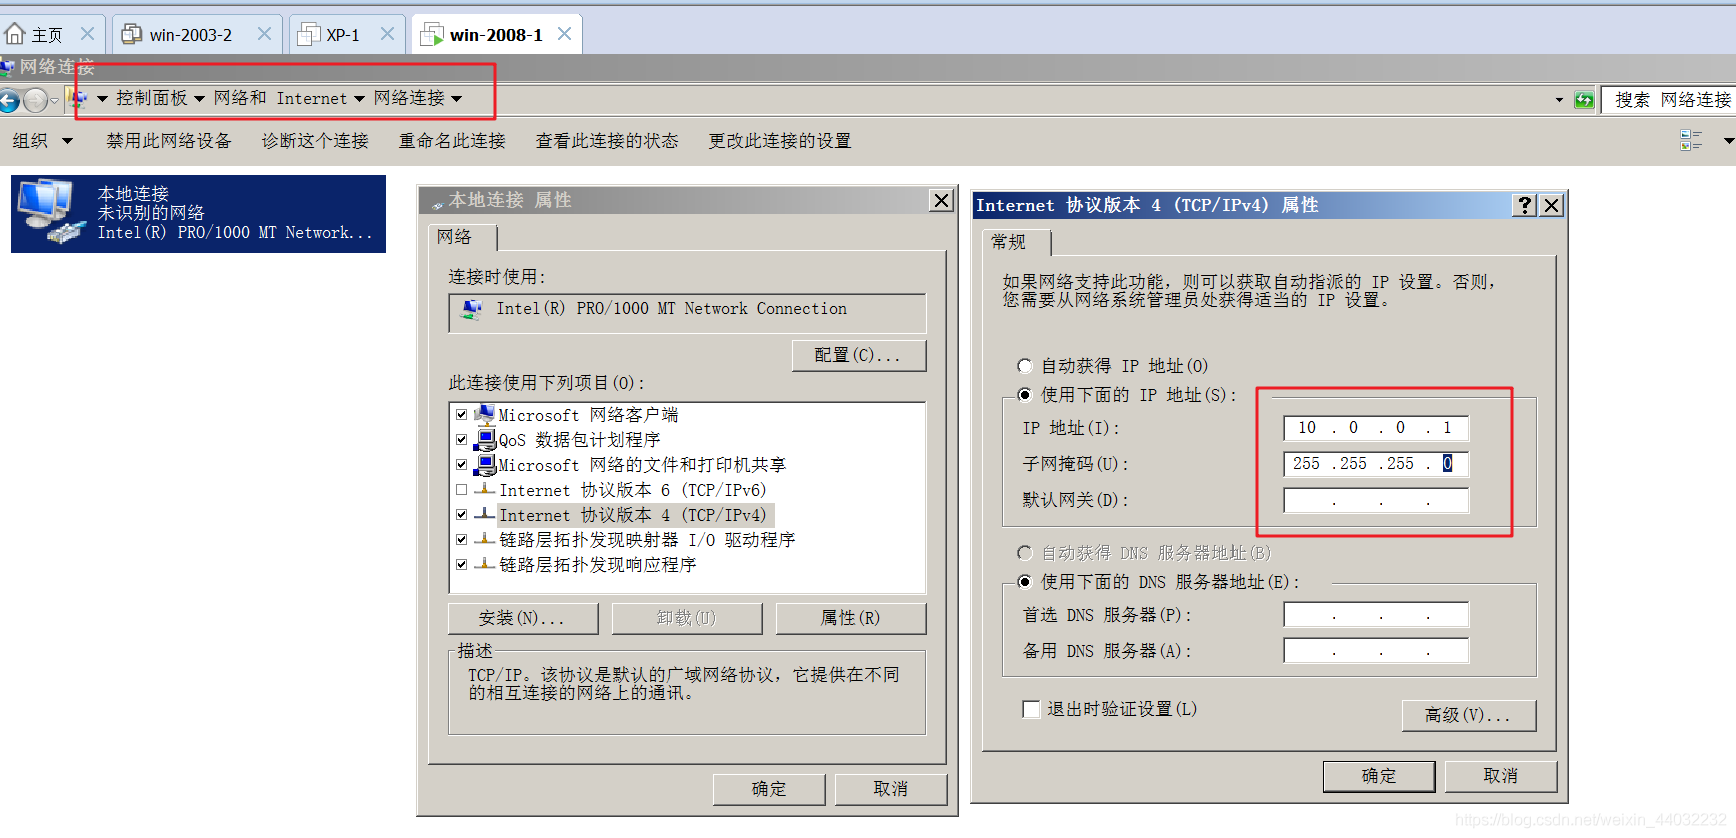 主页
win-2003-2
XP-1
win-2008-1
网络连接
控制面板 网络和 Internet 网络连接
搜索 网络连接
组织 禁用此网络设备 诊断这个连接 重命名此连接 查看此连接的状态 更改此连接的设置
本地连接
未识别的网络
Intel(R) PRO/1000 MT Network...
本地连接 属性
网络
连接时使用:
Intel(R) PRO/1000 MT Network Connection
配置(C)...
此连接使用下列项目(O):
Microsoft 网络客户端
QoS 数据包计划程序
Microsoft 网络的文件和打印机共享
Internet 协议版本 6 (TCP/IPv6)
Internet 协议版本 4 (TCP/IPv4)
链路层拓扑发现映射器 I/O 驱动程序
链路层拓扑发现响应程序
安装(N)... 卸载(U) 属性(R)
描述
TCP/IP。该协议是默认的广域网络协议，它提供在不同
的相互连接的网络上的通讯。
确定 取消
Internet 协议版本 4 (TCP/IPv4) 属性
常规
如果网络支持此功能，则可以获取自动指派的 IP 设置。否则，
您需要从网络系统管理员处获得适当的 IP 设置。
自动获得 IP 地址(O)
使用下面的 IP 地址(S):
IP 地址(I): 10 . 0 . 0 . 1
子网掩码(U): 255 .255 .255 . 0
默认网关(D): . . .
自动获得 DNS 服务器地址(B)
使用下面的 DNS 服务器地址(E):
首选 DNS 服务器(P): . . .
备用 DNS 服务器(A): . . .
退出时验证设置(L)
高级(V)...
确定 取消
https://blog.csdn.net/weixin_44032232